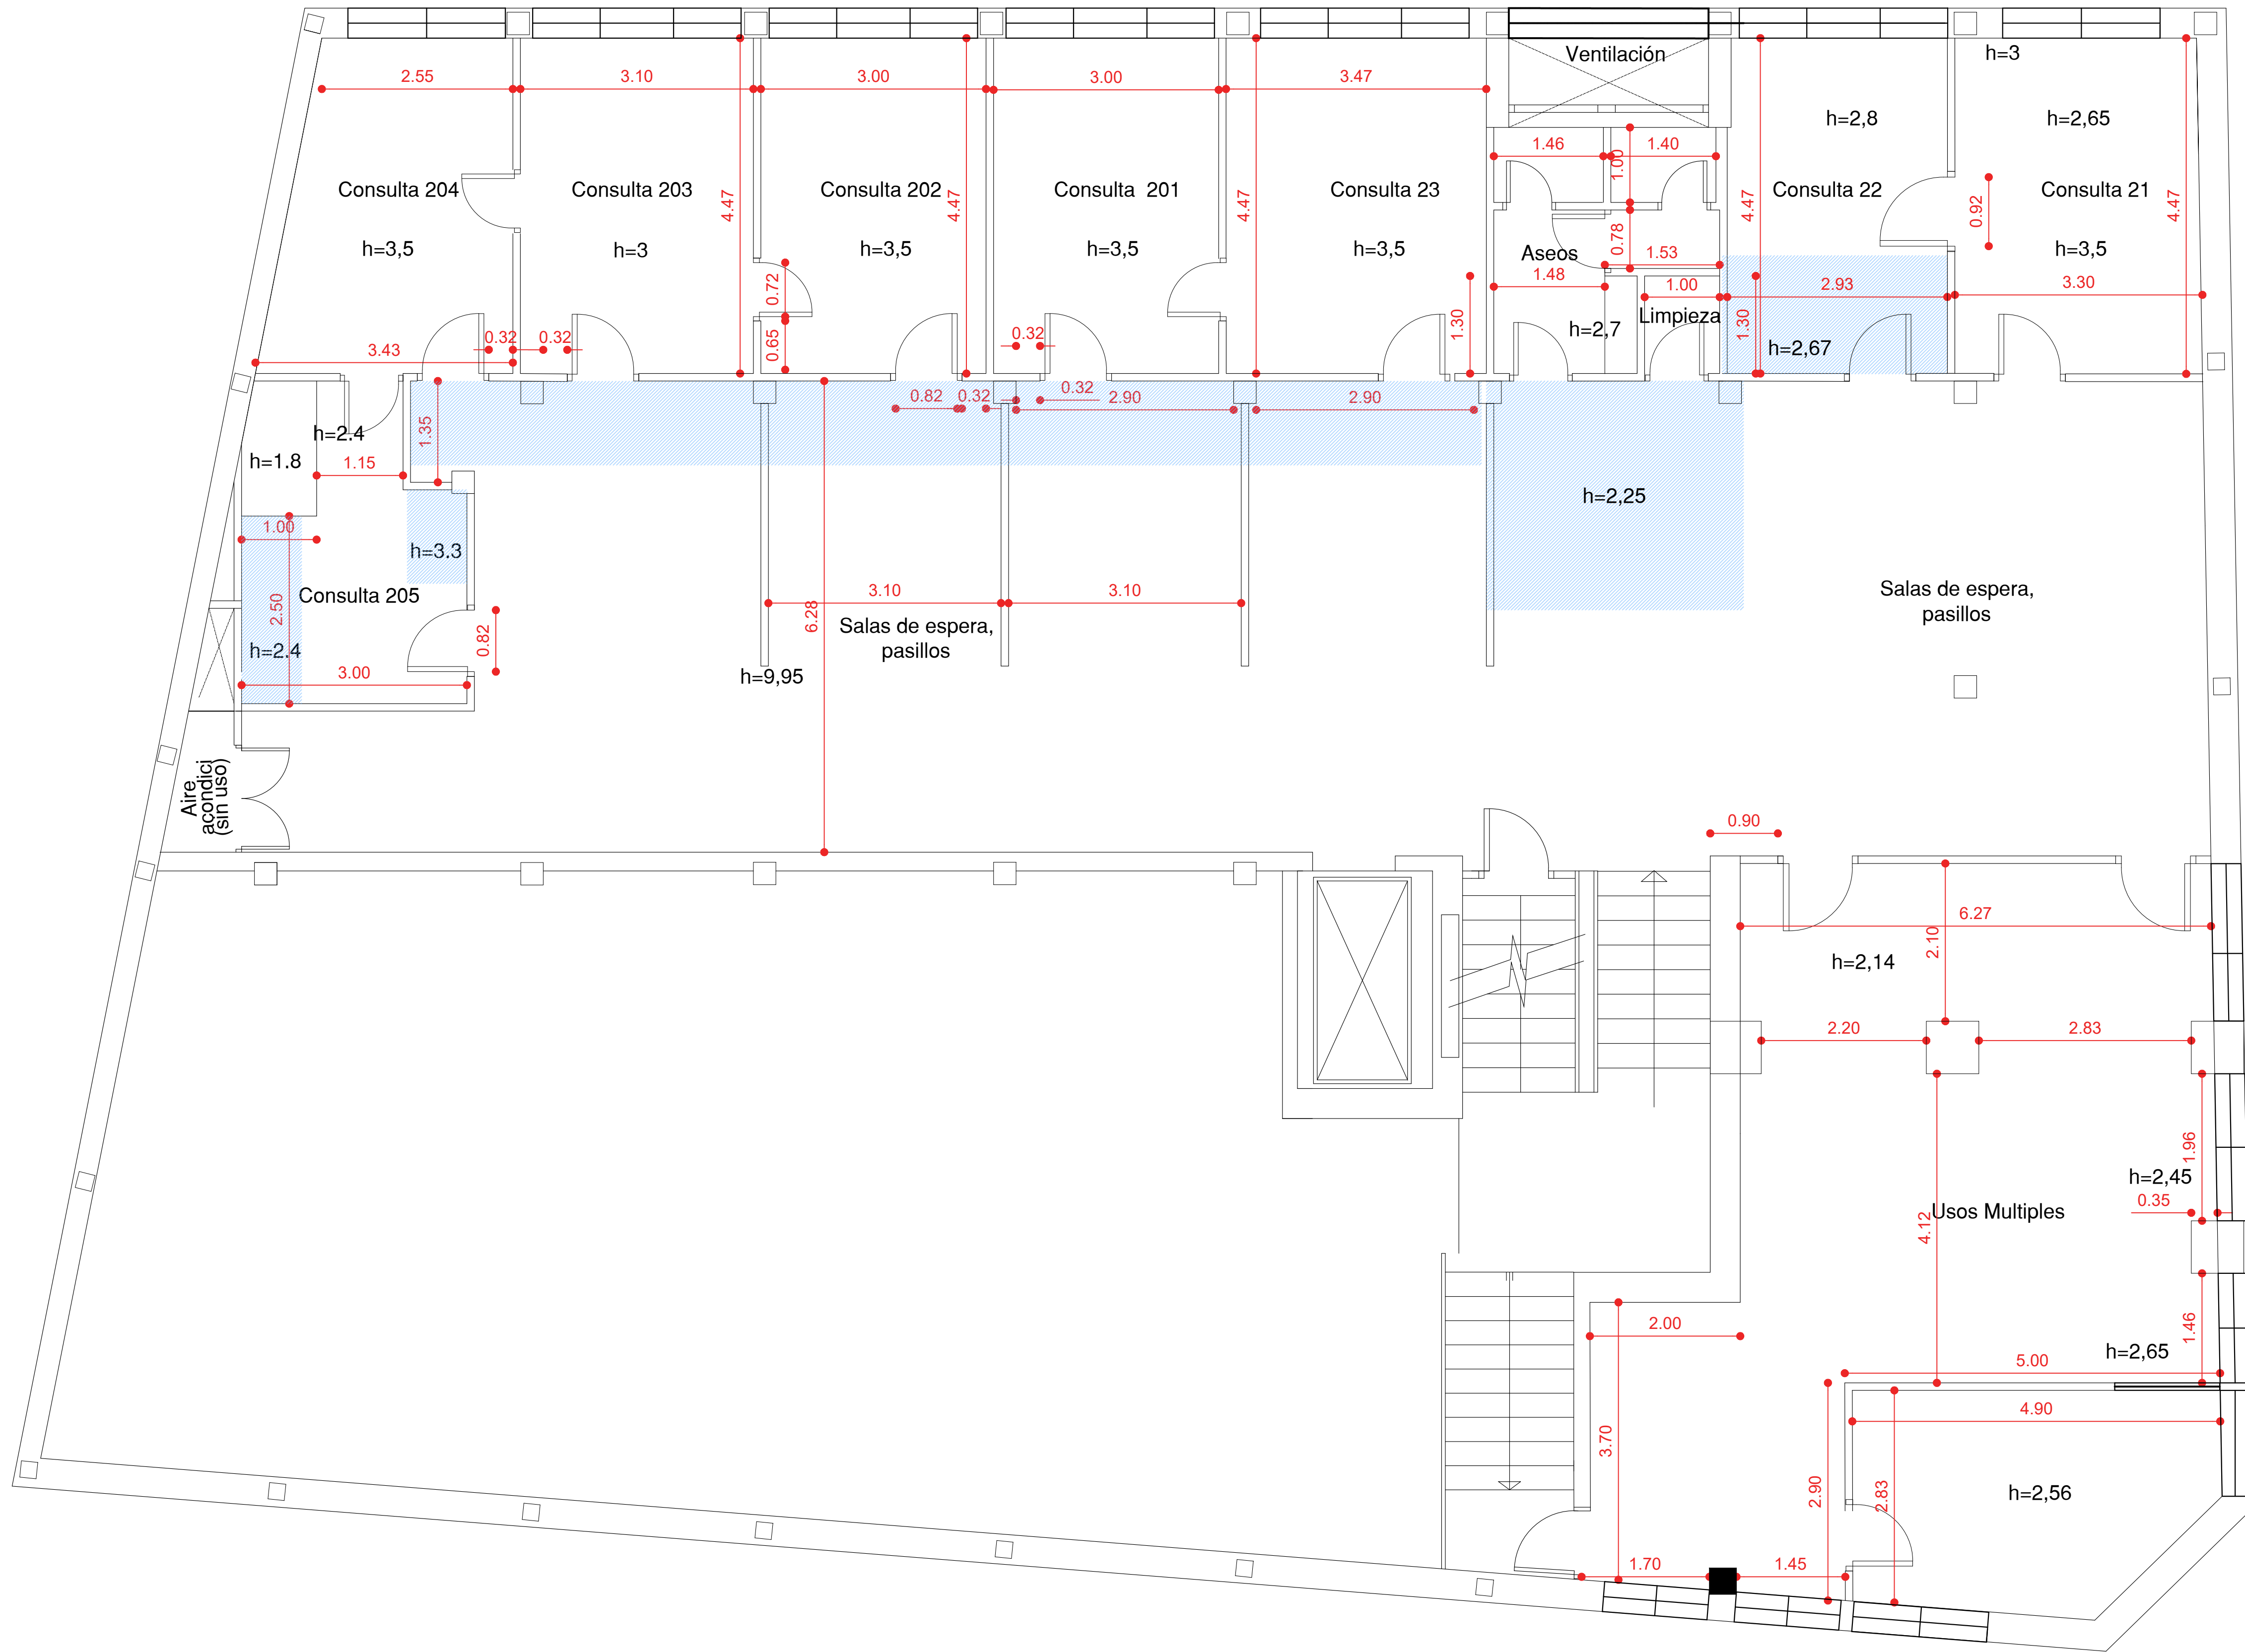 Ventilación
h=3
2.55
3.10
3.00
3.00
3.47
h=2,8
h=2,65
1.46
1.00
1.40
Consulta 204
Consulta 203
4.47
Consulta 202
4.47
Consulta 201
4.47
Consulta 23
4.47
Consulta 22
0.92
Consulta 21
4.47
h=3,5
h=3
h=3,5
h=3,5
h=3,5
Aseos
0.78
1.53
h=3,5
1.48
1.00
2.93
3.30
0.72
0.65
1.30
h=2,7
Limpieza
1.30
h=2,67
3.43
0.32
0.32
0.32
0.82
0.32
0.32
2.90
2.90
h=2.4
1.35
h=1.8
1.15
h=2,25
1.00
h=3.3
2.50
Consulta 205
3.10
3.10
6.28
Salas de espera,
pasillos
Salas de espera,
pasillos
h=2.4
0.82
3.00
h=9,95
Aire
acondici
(sin uso)
0.90
6.27
2.10
h=2,14
2.20
2.83
1.96
h=2,45
0.35
Usos Multiples
4.12
2.00
1.46
h=2,65
5.00
4.90
3.70
2.90
2.83
h=2,56
1.70
1.45